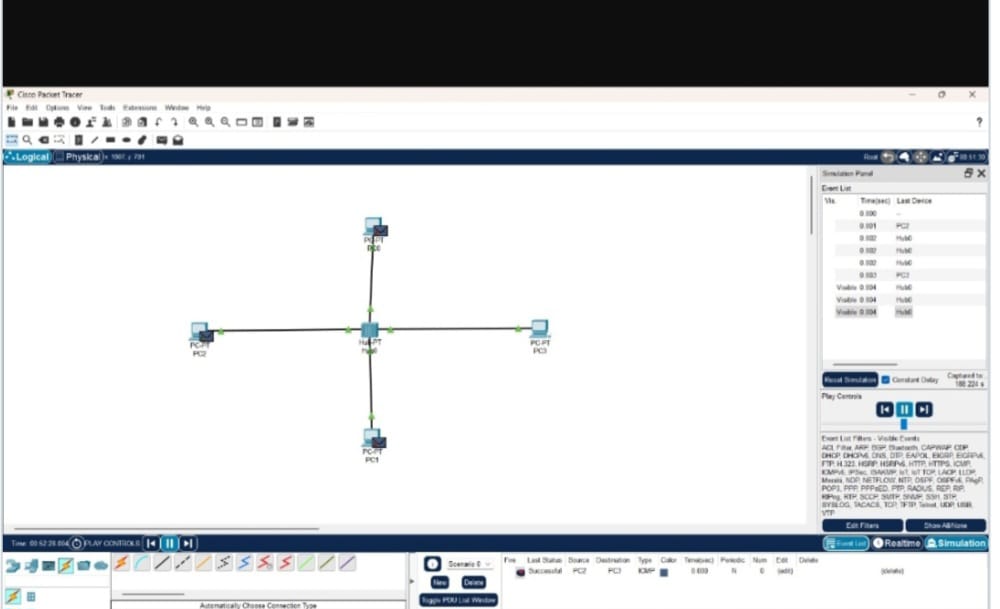 Cisco Packet Tracer
File Edit Options View Tools Extensions Window Help
?
Logical Physical x: 1007, y: 701
Root
Simulation Panel
Event List
Vis. Time(sec) Last Device
0.000 --
0.001 PC2
0.002 Hub0
0.002 Hub0
0.002 Hub0
0.003 PC3
Visible 0.004 Hub0
Visible 0.004 Hub0
Visible 0.004 Hub0
PC-PT
PC0
PC-PT
PC2
Hub-PT
Hub0
PC-PT
PC3
PC-PT
PC1
Reset Simulation Constant Delay Captured to:
188.224 s
Play Controls
Event List Filters - Visible Events
ACL Filter, ARP, BGP, Bluetooth, CAPWAP, CDP,
DHCP, DHCPv6, DNS, DTP, EAPOL, EIGRP, EIGRPv6,
FTP, H.323, HSRP, HSRPv6, HTTP, HTTPS, ICMP,
ICMPv6, IPSec, ISAKMP, IoT, IoT TCP, LACP, LLDP,
Meraki, NDP, NETFLOW, NTP, OSPF, OSPFv6, PAgP,
POP3, PPP, PPPoED, PTP, RADIUS, REP, RIP,
RIPng, RTP, SCCP, SMTP, SNMP, SSH, STP,
SYSLOG, TACACS, TCP, TFTP, Telnet, UDP, USB,
VTP
Edit Filters Show All/None
Time: 00:52:28.004 PLAY CONTROLS
Event List Realtime Simulation
Scenario 0
New Delete
Toggle PDU List Window
Fire Last Status Source Destination Type Color Time(sec) Periodic Num Edit Delete
Successful PC2 PC3 ICMP 0.000 N 0 (edit) (delete)
Automatically Choose Connection Type